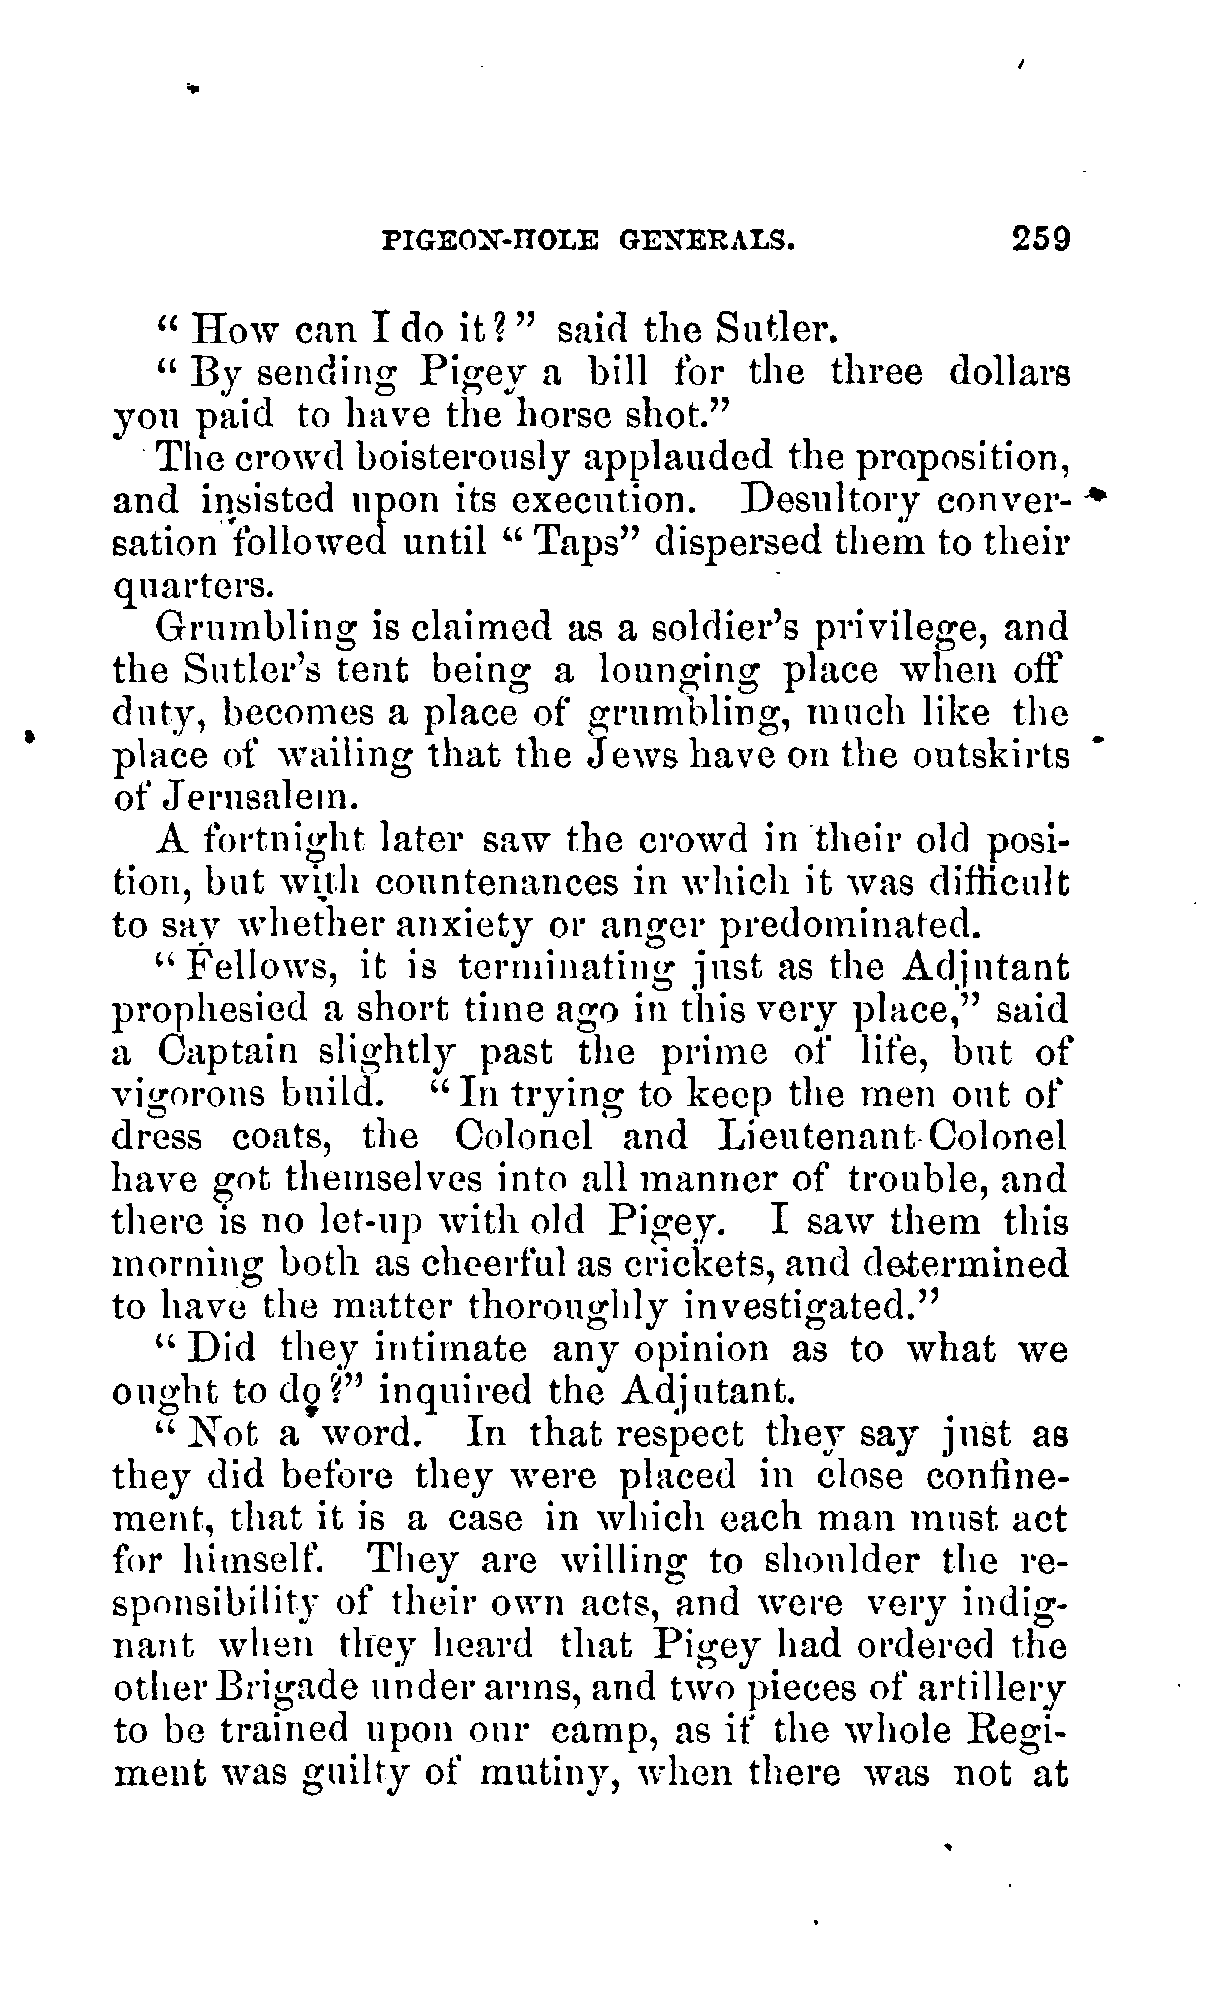 PIGEON-HOLE GENERALS. 259
" How can I do it ? " said the Sutler.
" By sending Pigey a bill for the three dollars
you paid to have the horse shot."
The crowd boisterously applauded the proposition,
and insisted upon its execution. Desultory conver-
sation followed until " Taps" dispersed them to their
quarters.
Grumbling is claimed as a soldier's privilege, and
the Sutler's tent being a lounging place when off
duty, becomes a place of grumbling, much like the
place of wailing that the Jews have on the outskirts
of Jerusalem.
A fortnight later saw the crowd in their old posi-
tion, but with countenances in which it was difficult
to say whether anxiety or anger predominated.
" Fellows, it is terminating just as the Adjutant
prophesied a short time ago in this very place," said
a Captain slightly past the prime of life, but of
vigorous build. " In trying to keep the men out of
dress coats, the Colonel and Lieutenant-Colonel
have got themselves into all manner of trouble, and
there is no let-up with old Pigey. I saw them this
morning both as cheerful as crickets, and determined
to have the matter thoroughly investigated."
" Did they intimate any opinion as to what we
ought to do ?" inquired the Adjutant.
" Not a word. In that respect they say just as
they did before they were placed in close confine-
ment, that it is a case in which each man must act
for himself. They are willing to shoulder the re-
sponsibility of their own acts, and were very indig-
nant when they heard that Pigey had ordered the
other Brigade under arms, and two pieces of artillery
to be trained upon our camp, as if the whole Regi-
ment was guilty of mutiny, when there was not at